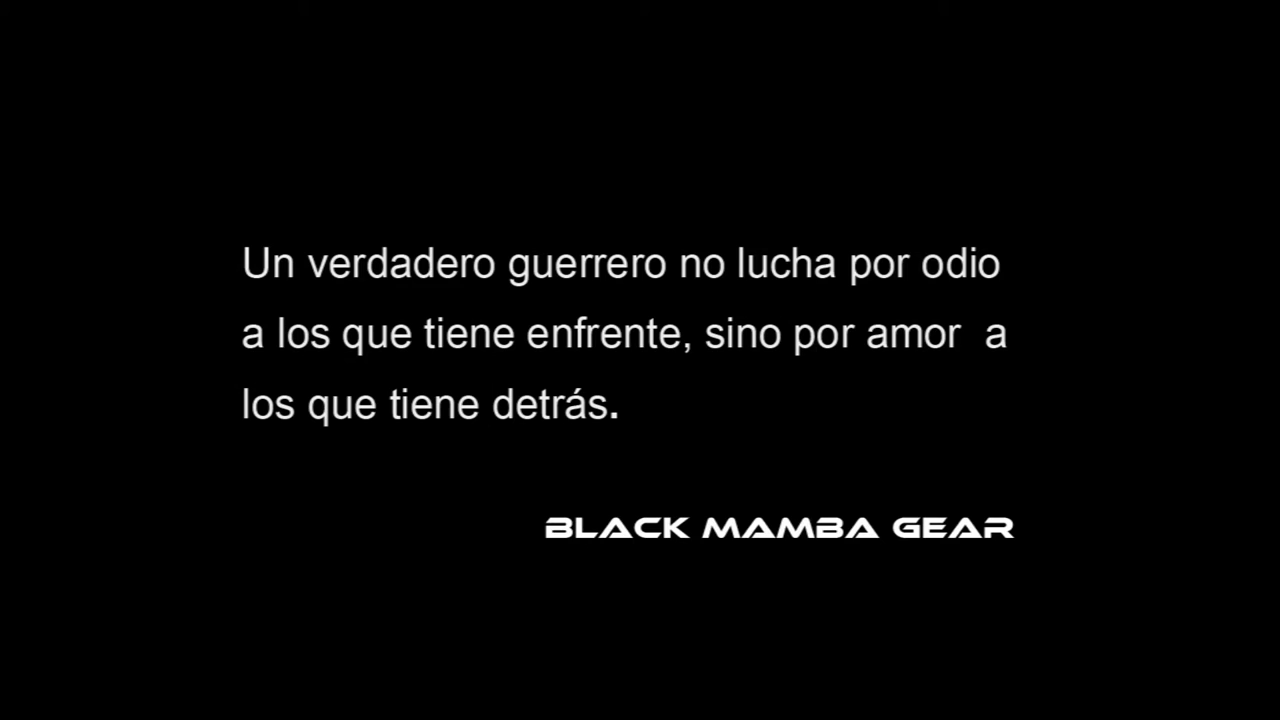 Un verdadero guerrero no lucha por odio
a los que tiene enfrente, sino por amor  a
los que tiene detrás.
BLACK MAMBA GEAR